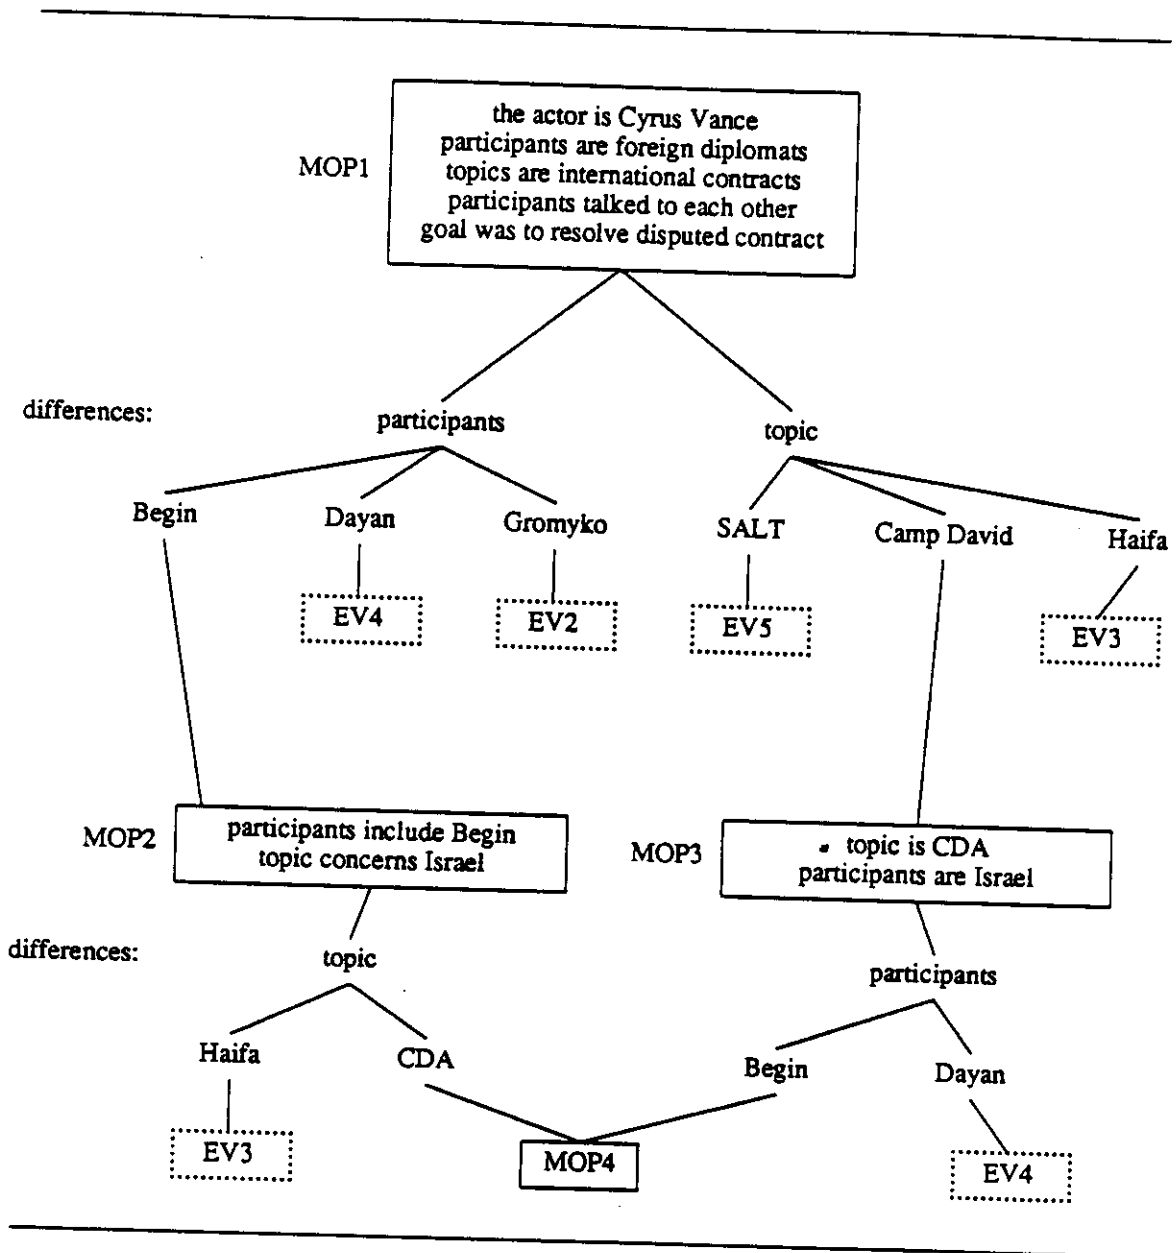 the actor is Cyrus Vance
participants are foreign diplomats
MOP1
topics are international contracts
participants talked to each other
goal was to resolve disputed contract
differences:
participants
topic
Begin
Dayan
Gromyko
SALT
Camp David
Haifa
EV4
EV2
EV5
EV3
MOP2
participants include Begin
topic concerns Israel
MOP3
topic is CDA
participants are Israel
differences:
topic
participants
Haifa
CDA
Begin
Dayan
EV3
MOP4
EV4